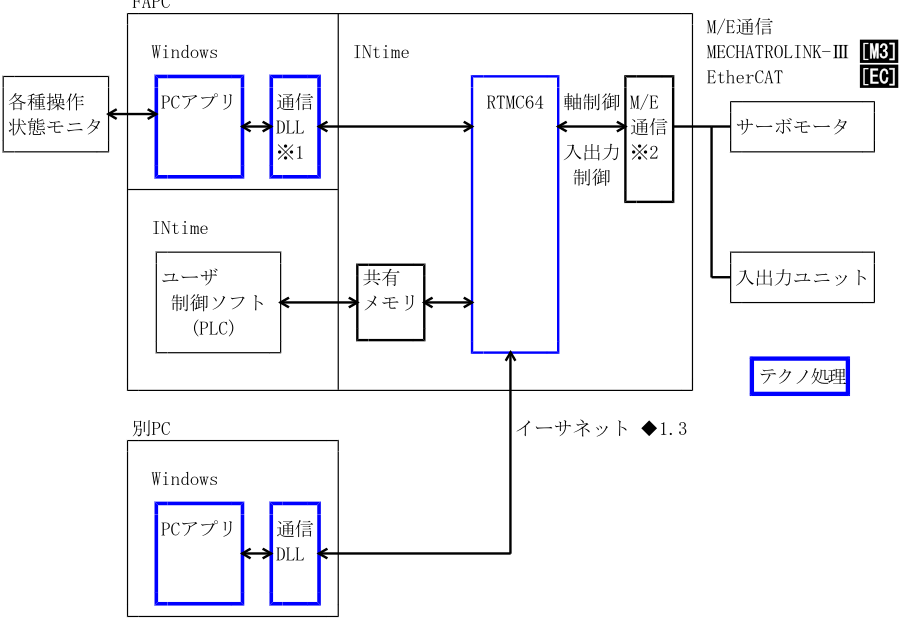 FAPC
M/E通信
MECHATROLINK-Ⅲ [M3]
EtherCAT [EC]
Windows
INtime
各種操作
状態モニタ
PCアプリ
通信
DLL
※1
RTMC64
軸制御
入出力
制御
M/E
通信
※2
サーボモータ
INtime
ユーザ
制御ソフト
(PLC)
共有
メモリ
入出力ユニット
テクノ処理
別PC
イーサネット ◆1.3
Windows
PCアプリ
通信
DLL